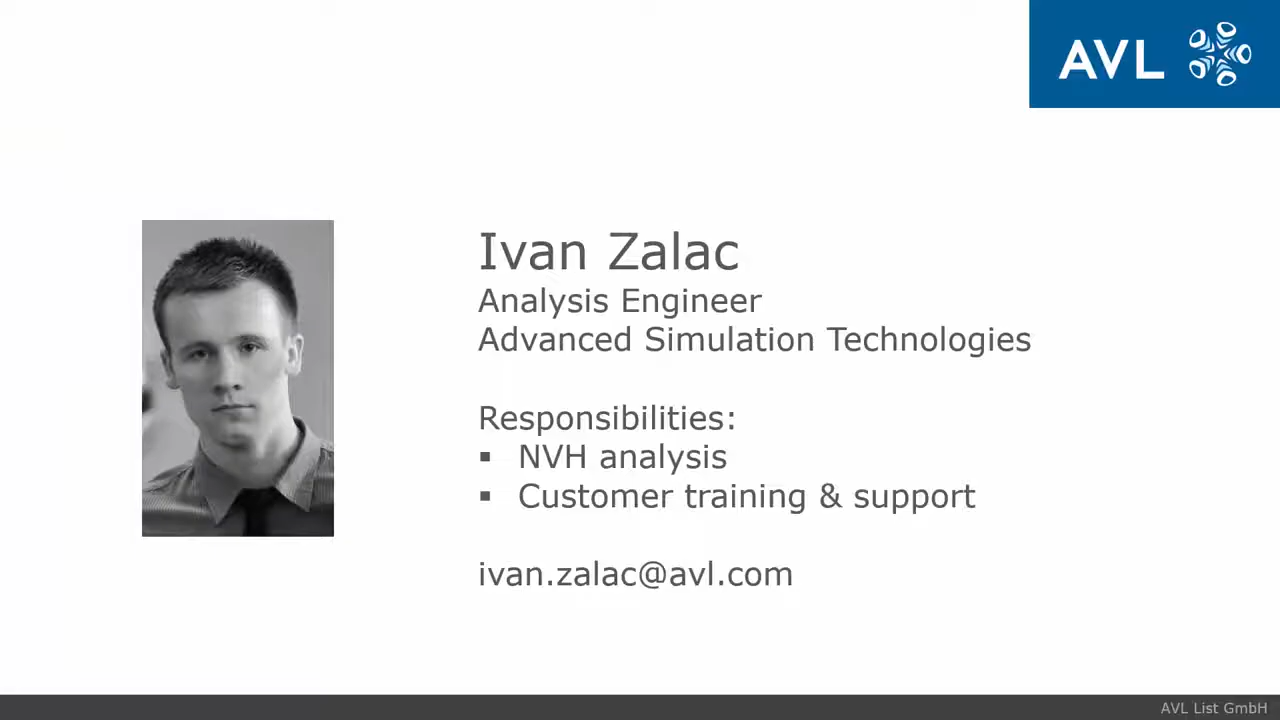 AVL
Ivan Zalac
Analysis Engineer
Advanced Simulation Technologies
Responsibilities:
▪ NVH analysis
▪ Customer training & support
ivan.zalac@avl.com
AVL List GmbH